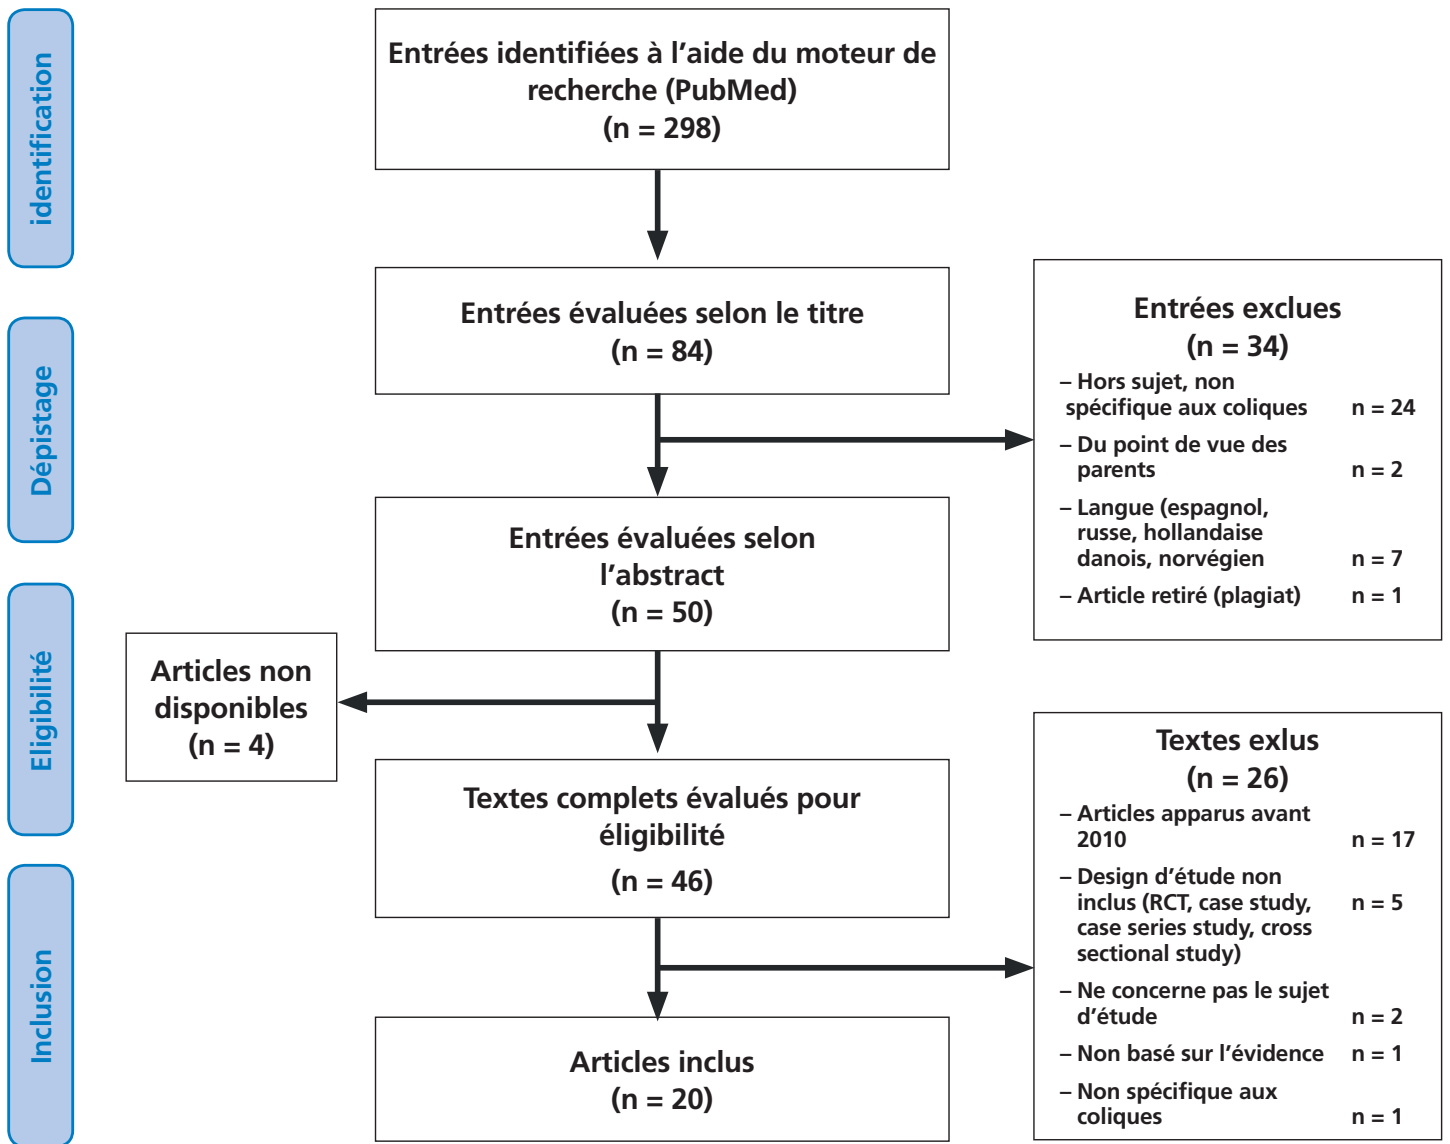 identification
Entrées identifiées à l’aide du moteur de
recherche (PubMed)
(n = 298)
Dépistage
Entrées évaluées selon le titre
(n = 84)
Entrées exclues
(n = 34)
– Hors sujet, non
spécifique aux coliques n = 24
– Du point de vue des
parents n = 2
– Langue (espagnol,
russe, hollandaise
danois, norvégien n = 7
– Article retiré (plagiat) n = 1
Entrées évaluées selon
l’abstract
(n = 50)
Eligibilité
Articles non
disponibles
(n = 4)
Textes complets évalués pour
éligibilité
(n = 46)
Textes exlus
(n = 26)
– Articles apparus avant
2010 n = 17
– Design d’étude non
inclus (RCT, case study, n = 5
case series study, cross
sectional study)
– Ne concerne pas le sujet
d’étude n = 2
– Non basé sur l’évidence n = 1
– Non spécifique aux
coliques n = 1
Inclusion
Articles inclus
(n = 20)